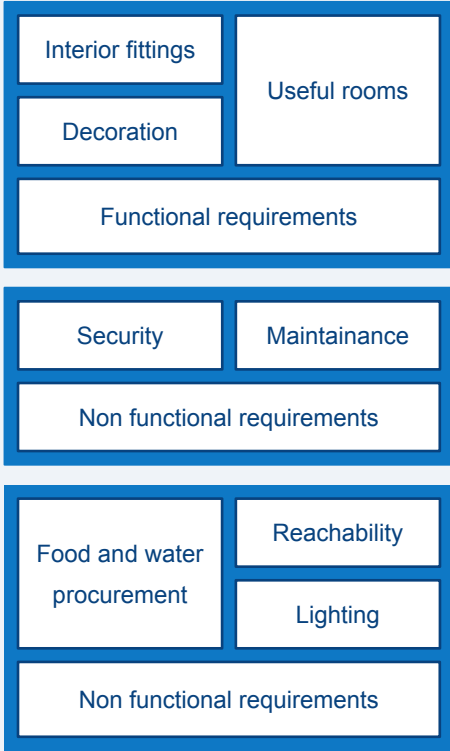 Interior fittings
Useful rooms
Decoration
Functional requirements
Security
Maintainance
Non functional requirements
Food and water
procurement
Reachability
Lighting
Non functional requirements